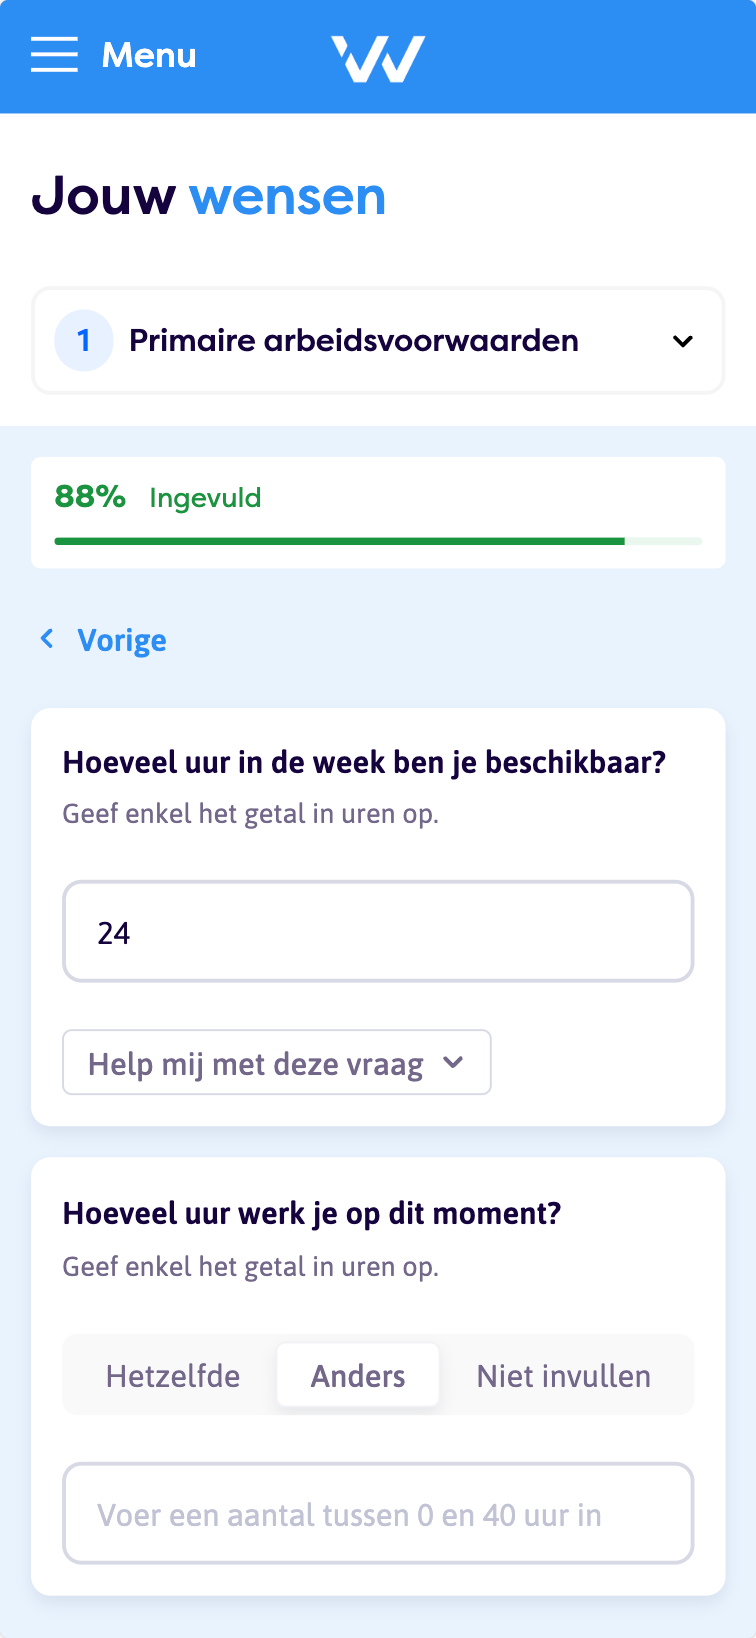 Menu
Jouw wensen
1 Primaire arbeidsvoorwaarden
88% Ingevuld
Vorige
Hoeveel uur in de week ben je beschikbaar?
Geef enkel het getal in uren op.
24
Help mij met deze vraag
Hoeveel uur werk je op dit moment?
Geef enkel het getal in uren op.
Hetzelfde Anders Niet invullen
Voer een aantal tussen 0 en 40 uur in